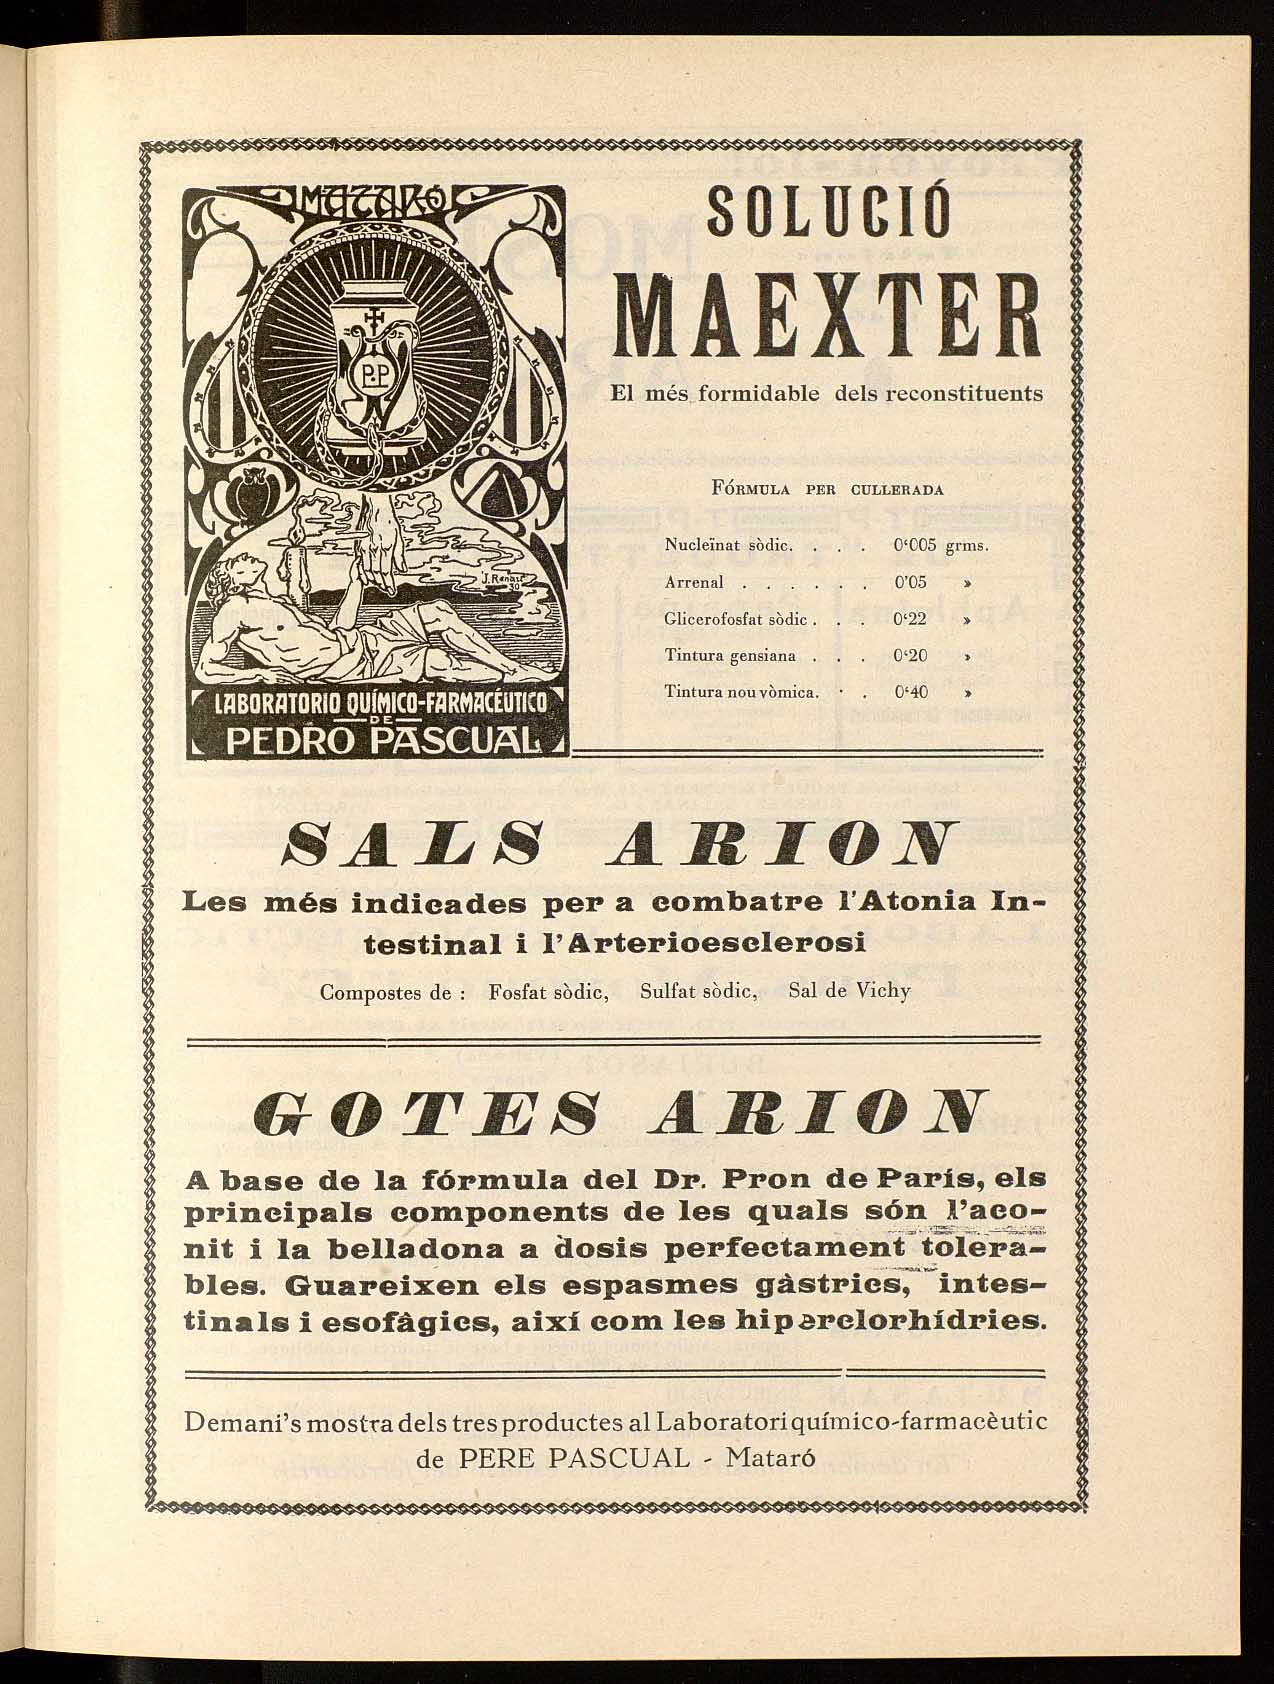 MATARÓ
P.P
J. Renart
30
LABORATORIO QUÍMICO-FARMACÉUTICO
DE
PEDRO PASCUAL
SOLUCIÓ
MAEXTER
El més formidable dels reconstituents
FÓRMULA PER CULLERADA
Nucleïnat sòdic. . . . 0‘005 grms.
Arrenal . . . . . . 0’05 »
Glicerofosfat sòdic . . . 0‘22 »
Tintura gensiana . . . 0‘20 »
Tintura nou vòmica. . . 0‘40 »
SALS ARION
Les més indicades per a combatre l’Atonia In-
testinal i l’Arterioesclerosi
Compostes de : Fosfat sòdic, Sulfat sòdic, Sal de Vichy
GOTES ARION
A base de la fórmula del Dr. Pron de París, els
principals components de les quals són l’aco-
nit i la belladona a dosis perfectament tolera-
bles. Guareixen els espasmes gàstrics, intes-
tinals i esofàgics, així com les hiperclorhídries.
Demani’s mostra dels tres productes al Laboratori químico-farmacèutic
de PERE PASCUAL - Mataró